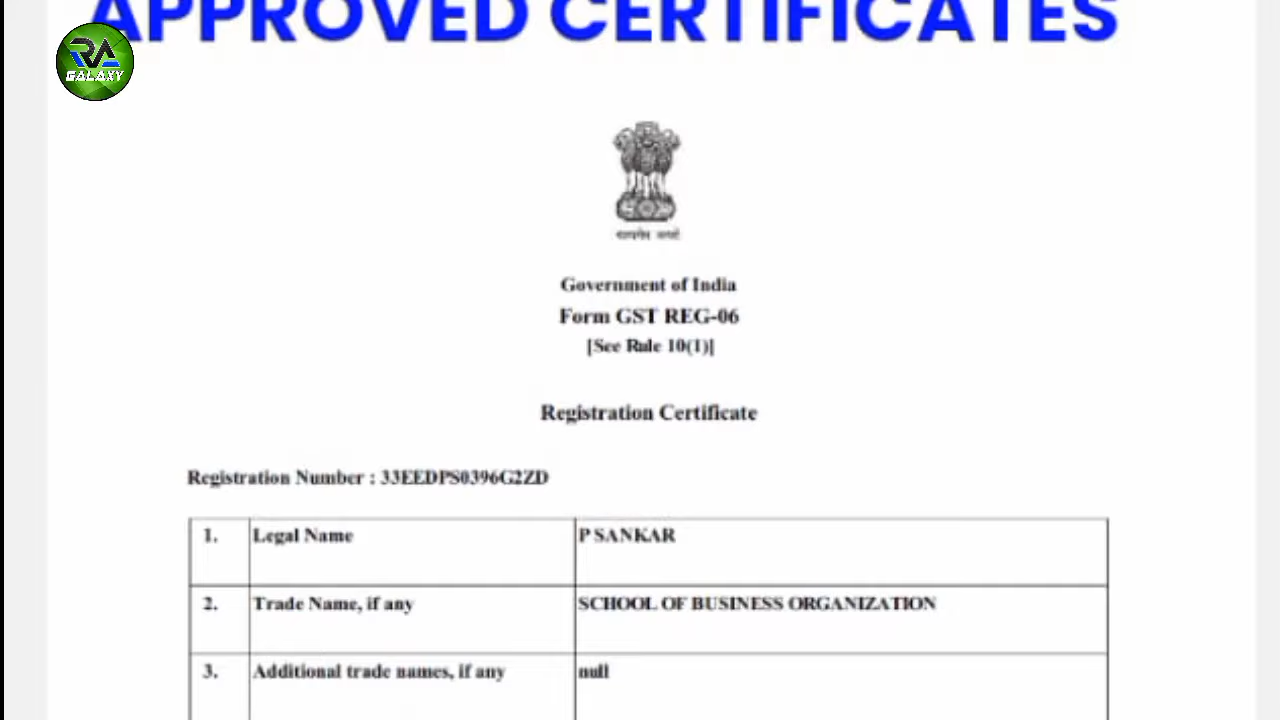 APPROVED CERTIFICATES
RA
GALAXY
Government of India
Form GST REG-06
[See Rule 10(1)]
Registration Certificate
Registration Number : 33EEDPS0396G2ZD
1. Legal Name P SANKAR
2. Trade Name, if any SCHOOL OF BUSINESS ORGANIZATION
3. Additional trade names, if any null